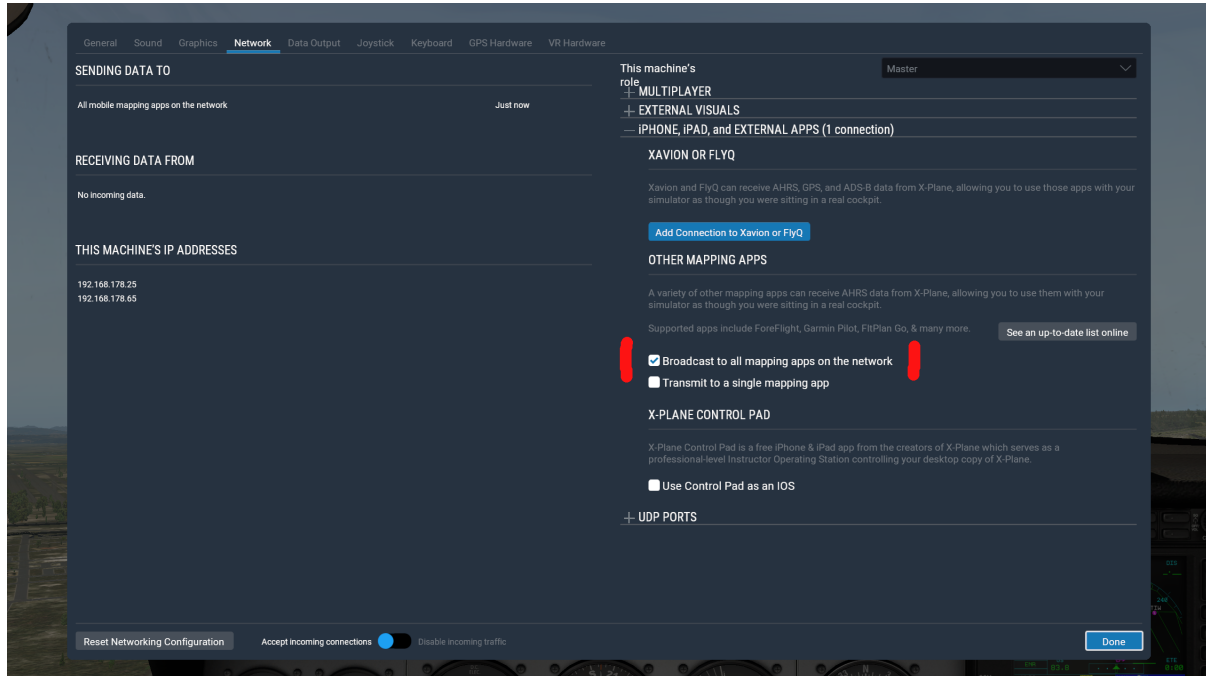 General Sound Graphics Network Data Output Joystick Keyboard GPS Hardware VR Hardware
SENDING DATA TO
All mobile mapping apps on the network Just now
RECEIVING DATA FROM
No incoming data.
THIS MACHINE'S IP ADDRESSES
192.168.178.25
192.168.178.65
This machine's
role
Master
MULTIPLAYER
EXTERNAL VISUALS
iPHONE, iPAD, and EXTERNAL APPS (1 connection)
XAVION OR FLYQ
Xavion and FlyQ can receive AHRS, GPS, and ADS-B data from X-Plane, allowing you to use those apps with your
simulator as though you were sitting in a real cockpit.
Add Connection to Xavion or FlyQ
OTHER MAPPING APPS
A variety of other mapping apps can receive AHRS data from X-Plane, allowing you to use them with your
simulator as though you were sitting in a real cockpit.
Supported apps include ForeFlight, Garmin Pilot, FltPlan Go, & many more.
See an up-to-date list online
Broadcast to all mapping apps on the network
Transmit to a single mapping app
X-PLANE CONTROL PAD
X-Plane Control Pad is a free iPhone & iPad app from the creators of X-Plane which serves as a
professional-level Instructor Operating Station controlling your desktop copy of X-Plane.
Use Control Pad as an IOS
UDP PORTS
Reset Networking Configuration
Accept incoming connections Disable incoming traffic
Done